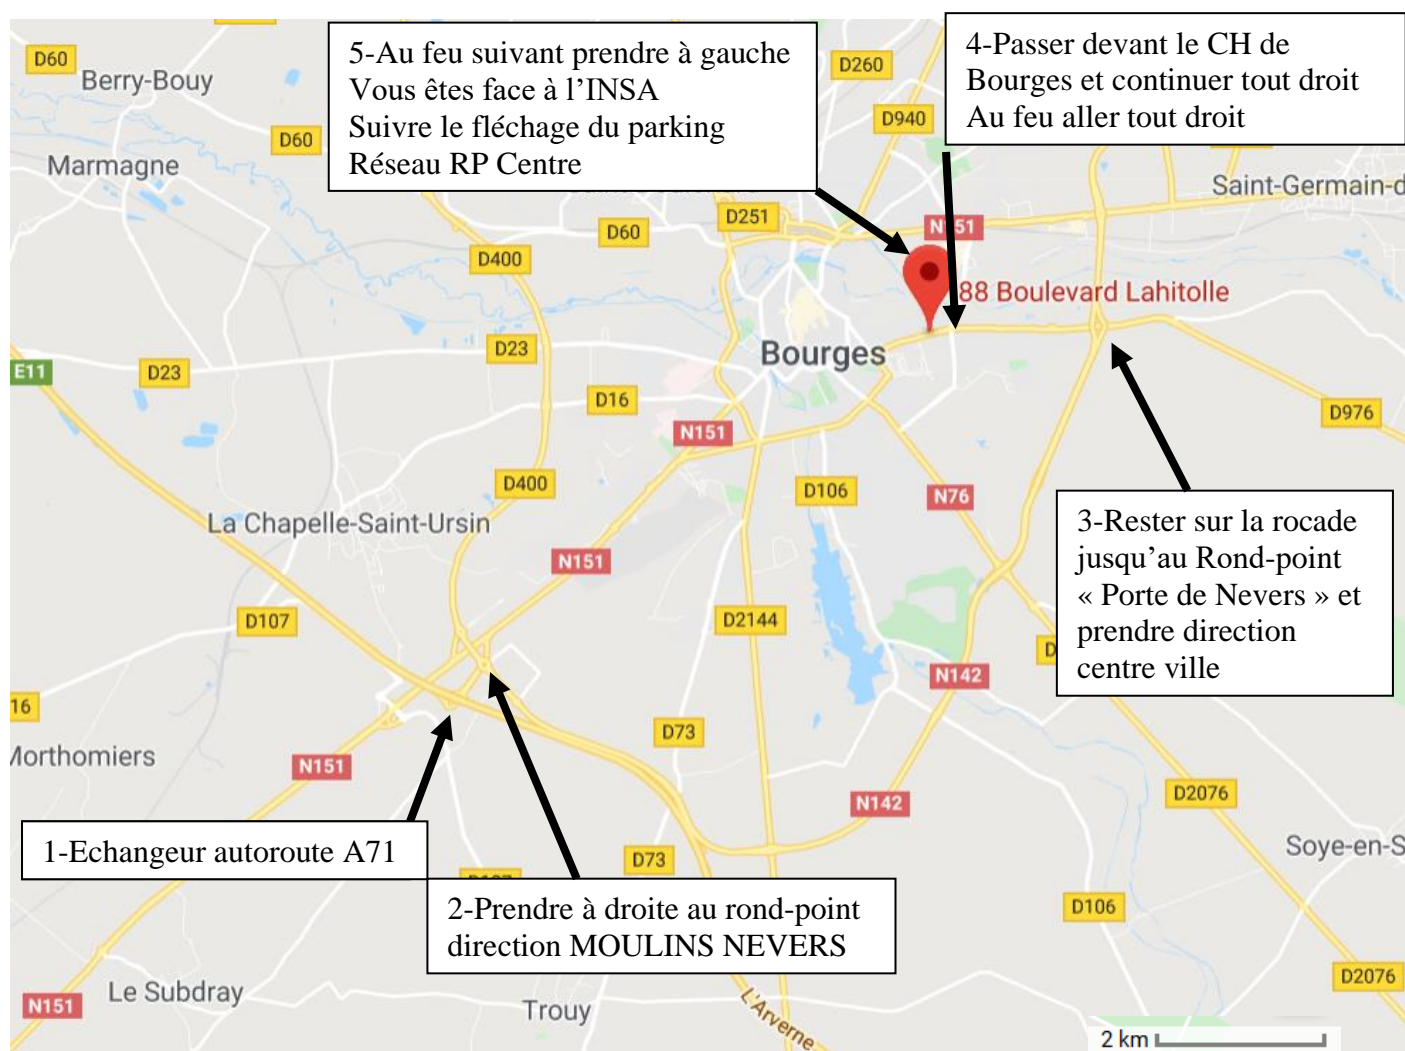 5-Au feu suivant prendre à gauche
Vous êtes face à l’INSA
Suivre le fléchage du parking
Réseau RP Centre
4-Passer devant le CH de
Bourges et continuer tout droit
Au feu aller tout droit
D60
Berry-Bouy
D260
D940
D60
Marmagne
Saint-Germain-d
D251
D60
N151
D400
88 Boulevard Lahitolle
Bourges
D23
E11
D23
D16
D976
N151
D400
D106
N76
La Chapelle-Saint-Ursin
3-Rester sur la rocade
jusqu’au Rond-point
« Porte de Nevers » et
prendre direction
centre ville
N151
D107
D2144
N142
16
D73
Morthomiers
N151
D2076
N142
1-Echangeur autoroute A71
D73
Soye-en-S
2-Prendre à droite au rond-point
direction MOULINS NEVERS
D106
Le Subdray
N151
Trouy
L'Arverne
D2076
2 km